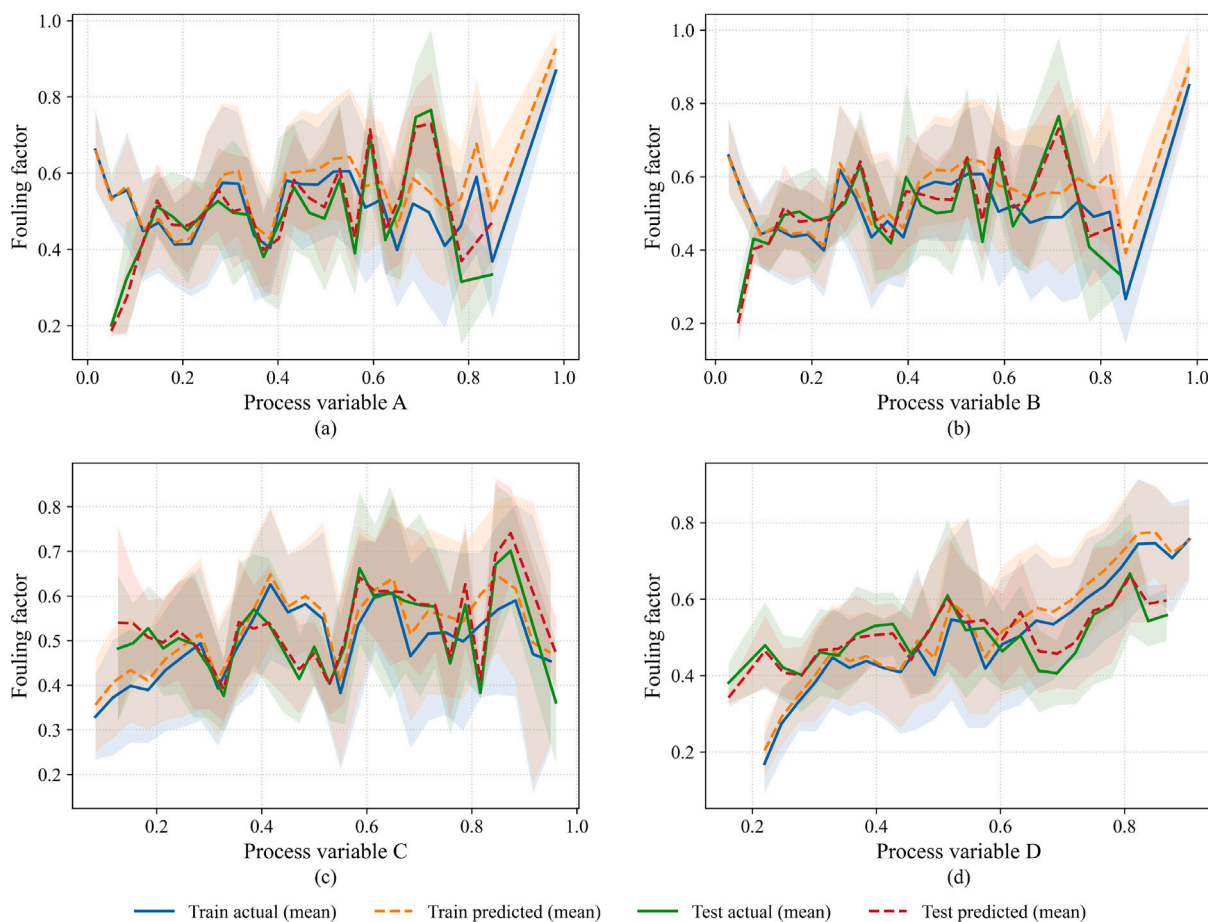 1.0
0.8
0.6
0.4
0.2
Fouling factor
0.0 0.2 0.4 0.6 0.8 1.0
Process variable A
(a)
1.0
0.8
0.6
0.4
0.2
Fouling factor
0.0 0.2 0.4 0.6 0.8 1.0
Process variable B
(b)
0.8
0.7
0.6
0.5
0.4
0.3
0.2
Fouling factor
0.2 0.4 0.6 0.8 1.0
Process variable C
(c)
0.8
0.6
0.4
0.2
Fouling factor
0.2 0.4 0.6 0.8
Process variable D
(d)
Train actual (mean) Train predicted (mean) Test actual (mean) Test predicted (mean)